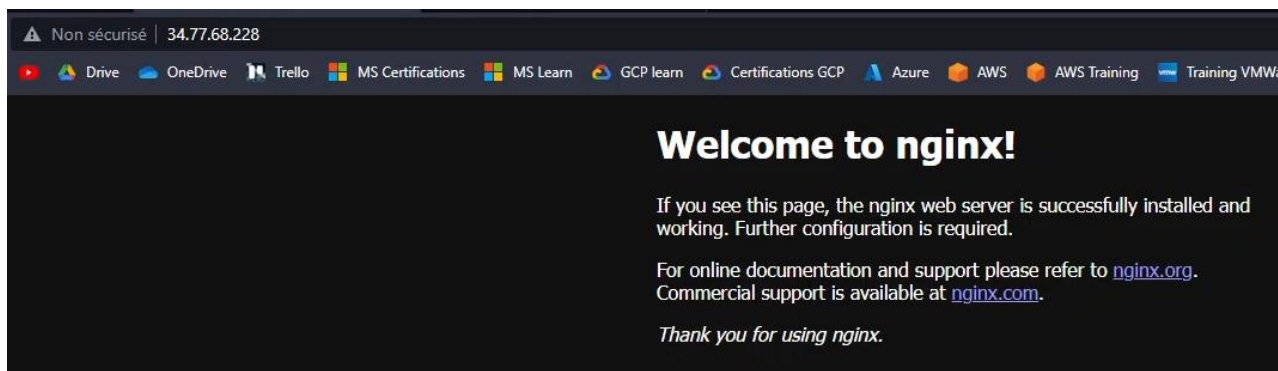 Non sécurisé | 34.77.68.228
Drive OneDrive Trello MS Certifications MS Learn GCP learn Certifications GCP Azure AWS AWS Training Training
Welcome to nginx!
If you see this page, the nginx web server is successfully installed and
working. Further configuration is required.
For online documentation and support please refer to nginx.org.
Commercial support is available at nginx.com.
Thank you for using nginx.